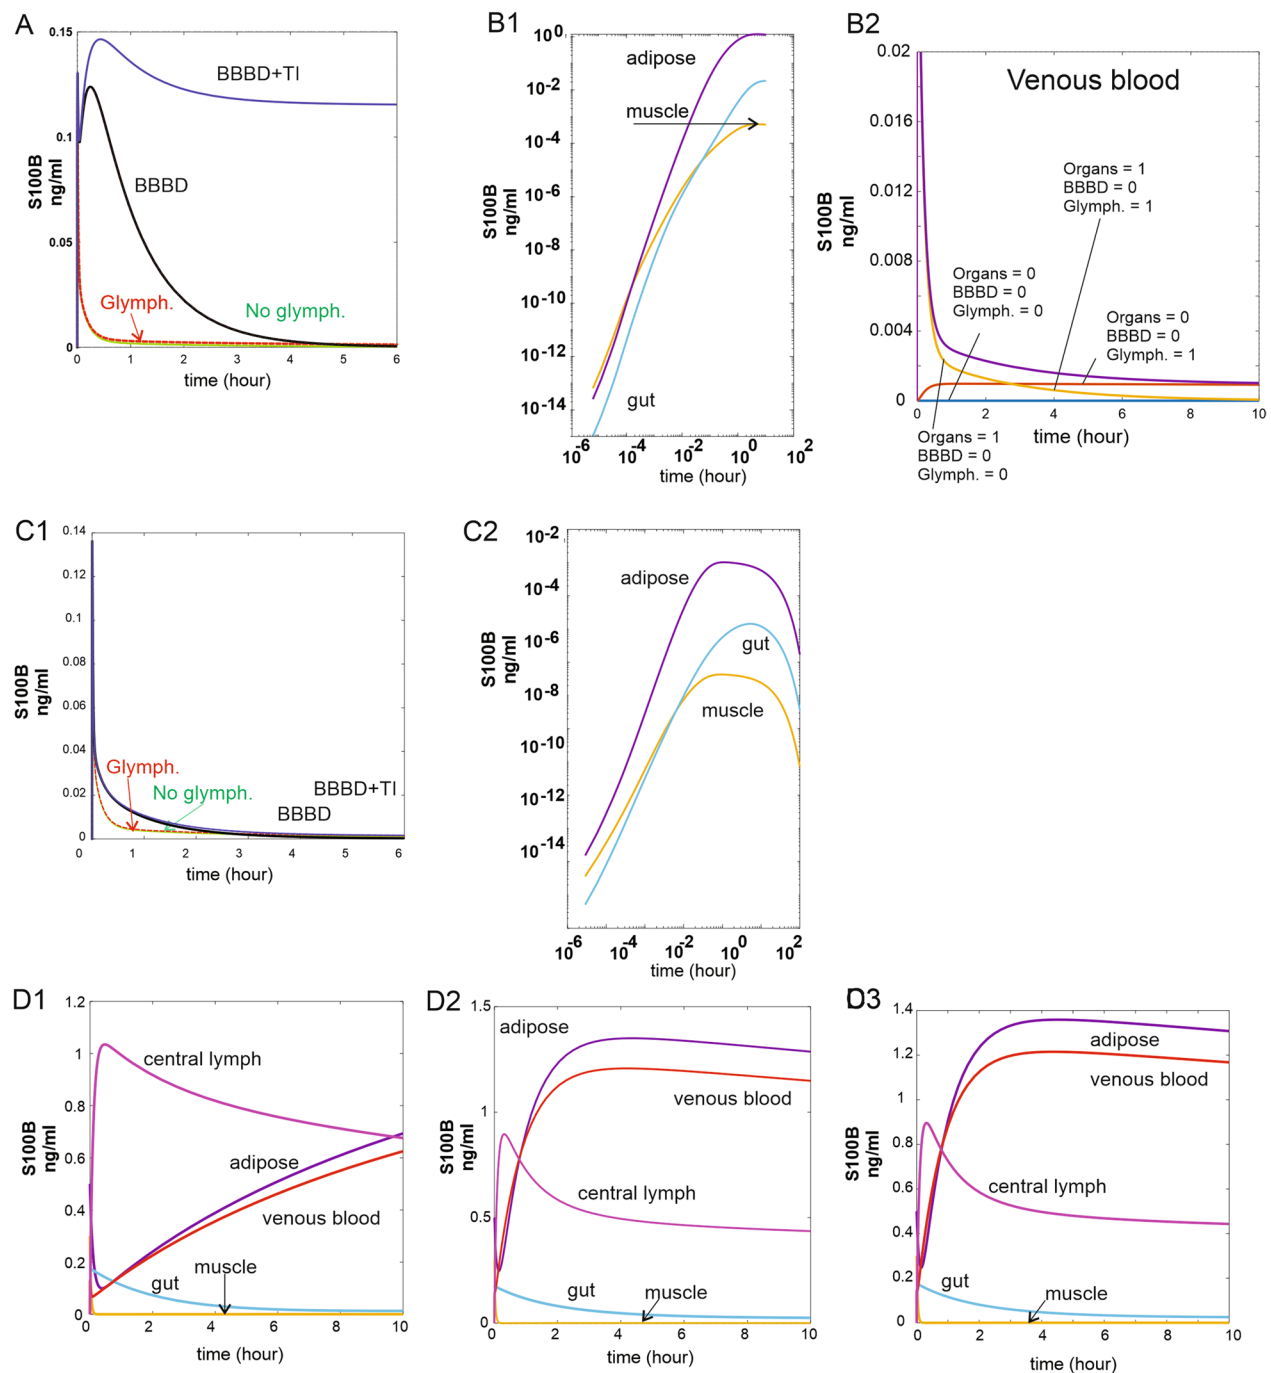 A
0.15
0.1
0.05
0
S100B
ng/ml
BBBD+TI
BBBD
Glymph.
No glymph.
0 1 2 3 4 5 6
time (hour)
B1
10^0
10^-2
10^-4
10^-6
10^-8
10^-10
10^-12
10^-14
S100B
ng/ml
adipose
muscle
gut
10^-6 10^-4 10^-2 10^0 10^2
time (hour)
B2
0.02
0.016
0.012
0.008
0.004
0
S100B
ng/ml
Venous blood
Organs = 1
BBBD = 0
Glymph. = 1
Organs = 0
BBBD = 0
Glymph. = 0
Organs = 0
BBBD = 0
Glymph. = 1
2 4 6 8 10
time (hour)
Organs = 1
BBBD = 0
Glymph. = 0
C1
0.14
0.12
0.1
0.08
0.06
0.04
0.02
0
S100B
ng/ml
Glymph.
No glymph.
BBBD+TI
BBBD
0 1 2 3 4 5 6
time (hour)
C2
10^-2
10^-4
10^-6
10^-8
10^-10
10^-12
10^-14
S100B
ng/ml
adipose
gut
muscle
10^-6 10^-4 10^-2 10^0 10^2
time (hour)
D1
1.2
1
0.8
0.6
0.4
0.2
0
S100B
ng/ml
central lymph
adipose
venous blood
muscle
gut
0 2 4 6 8 10
time (hour)
D2
1.5
1
0.5
0
S100B
ng/ml
adipose
venous blood
central lymph
gut
muscle
0 2 4 6 8 10
time (hour)
D3
1.4
1.2
1
0.8
0.6
0.4
0.2
0
S100B
ng/ml
adipose
venous blood
central lymph
gut
muscle
0 2 4 6 8 10
time (hour)